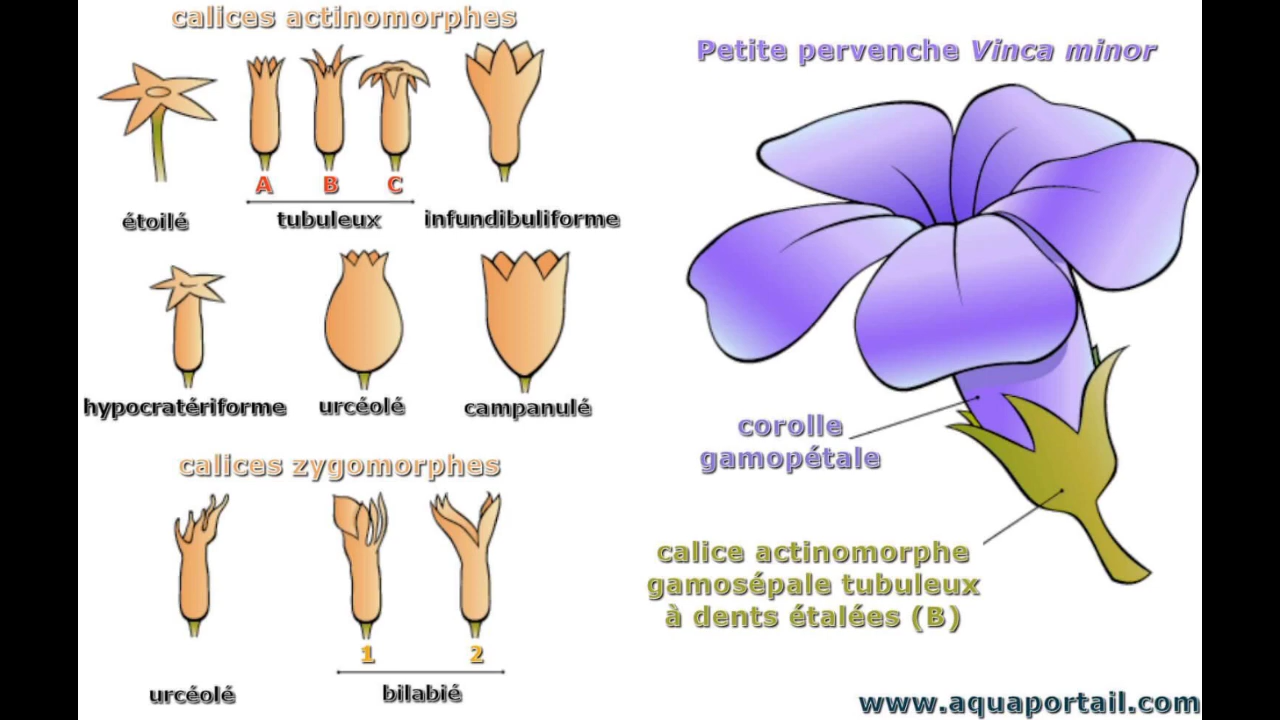 calices actinomorphes
A B C
étoilé tubuleux infundibuliforme
hypocratériforme urcéolé campanulé
calices zygomorphes
1 2
urcéolé bilabié
Petite pervenche Vinca minor
corolle
gamopétale
calice actinomorphe
gamosépale tubuleux
à dents étalées (B)
www.aquaportail.com